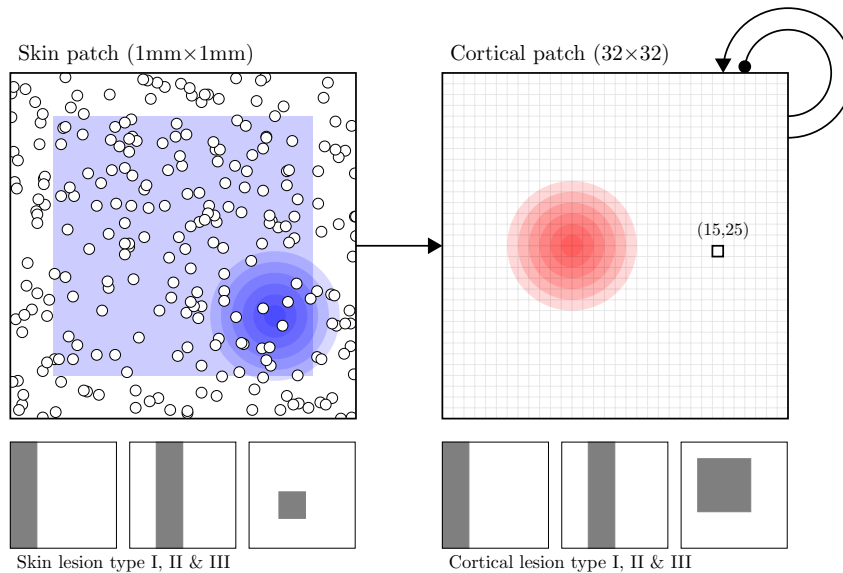 Skin patch (1mm×1mm)
Cortical patch (32×32)
(15,25)
Skin lesion type I, II & III
Cortical lesion type I, II & III